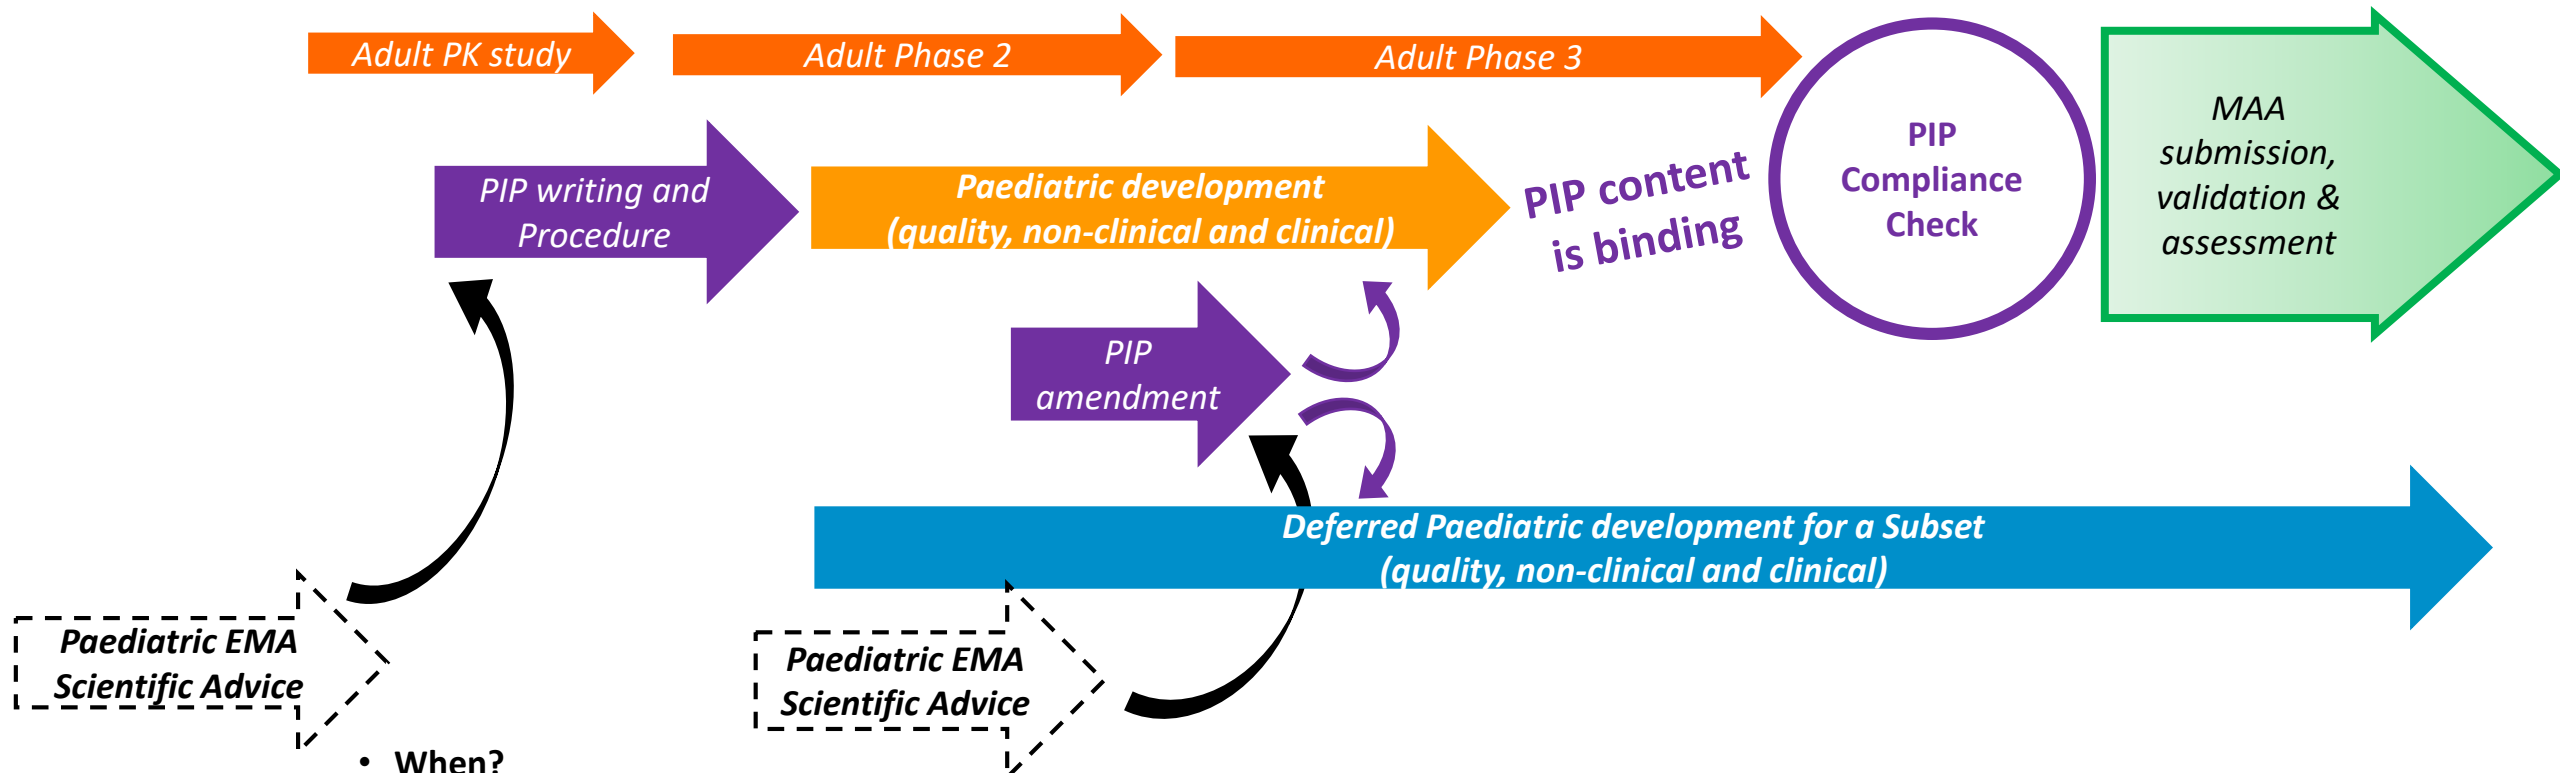 Adult PK study
Adult Phase 2
Adult Phase 3
PIP writing and
Procedure
Paediatric development
(quality, non-clinical and clinical)
PIP content
is binding
PIP
Compliance
Check
MAA
submission,
validation &
assessment
PIP
amendment
Deferred Paediatric development for a Subset
(quality, non-clinical and clinical)
Paediatric EMA
Scientific Advice
Paediatric EMA
Scientific Advice
• When?